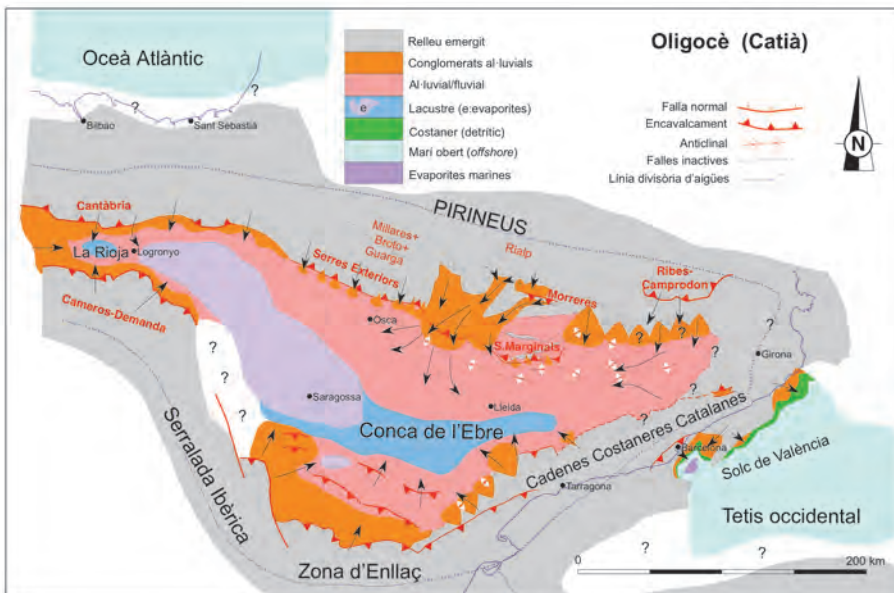 Oceà Atlàntic
?
?
Bilbao
Sant Sebastià
Relleu emergit
Conglomerats al·luvials
Al·luvial/fluvial
e
Lacustre (e:evaporites)
Costaner (detrític)
Marí obert (offshore)
Evaporites marines
Oligocè (Catià)
Falla normal
Encavalcament
Anticlinal
Falles inactives
Línia divisòria d'aigües
N
PIRINEUS
Cantàbria
La Rioja
Logronyo
Cameros-Demanda
Millares+
Broto+
Guarga
Serres Exteriors
Rialp
Morreres
Ribes-
Camprodon
S.Marginals
Osca
?
?
?
?
?
?
?
Girona
?
?
?
?
Saragossa
Lleida
Conca de l'Ebre
Serralada Ibèrica
Cadenes Costaneres Catalanes
Barcelona
Tarragona
Solc de València
Tetis occidental
Zona d'Enllaç
?
?
?
0
200 km